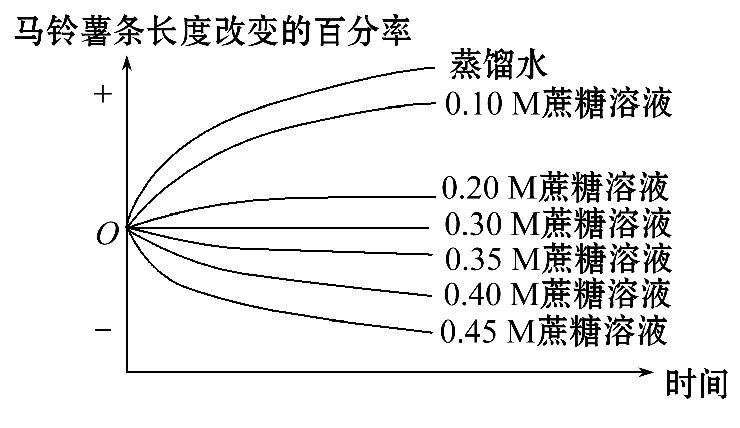 马铃薯条长度改变的百分率
+
蒸馏水
0.10 M蔗糖溶液
0.20 M蔗糖溶液
O
0.30 M蔗糖溶液
0.35 M蔗糖溶液
0.40 M蔗糖溶液
−
0.45 M蔗糖溶液
时间